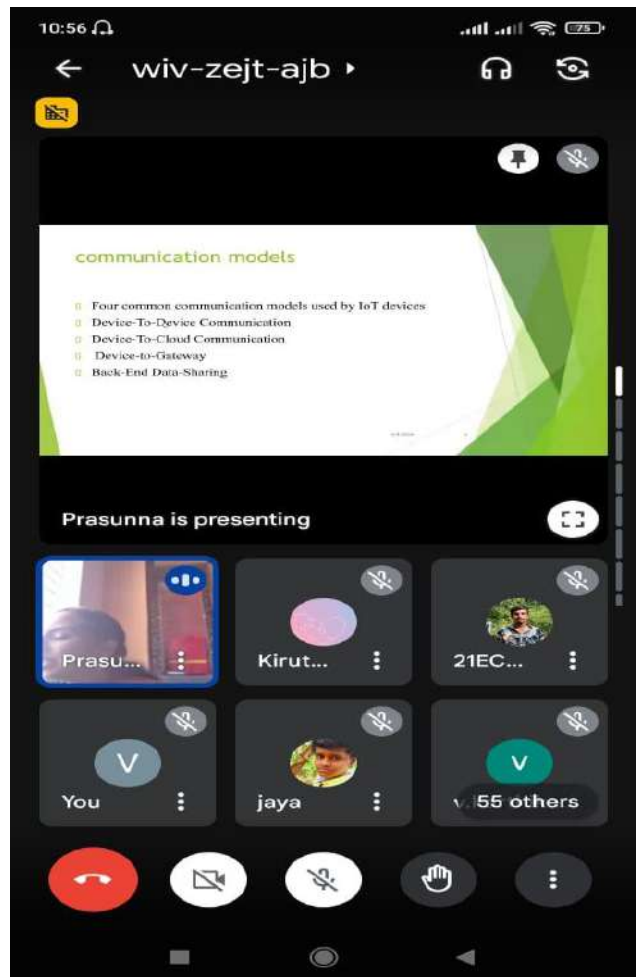 10:56
75
wiv-zejt-ajb
communication models
Four common communication models used by IoT devices
Device-To-Device Communication
Device-To-Cloud Communication
Device-to-Gateway
Back-End Data-Sharing
Prasunna is presenting
Prasu...
Kirut...
21EC...
V
You
jaya
v
55 others